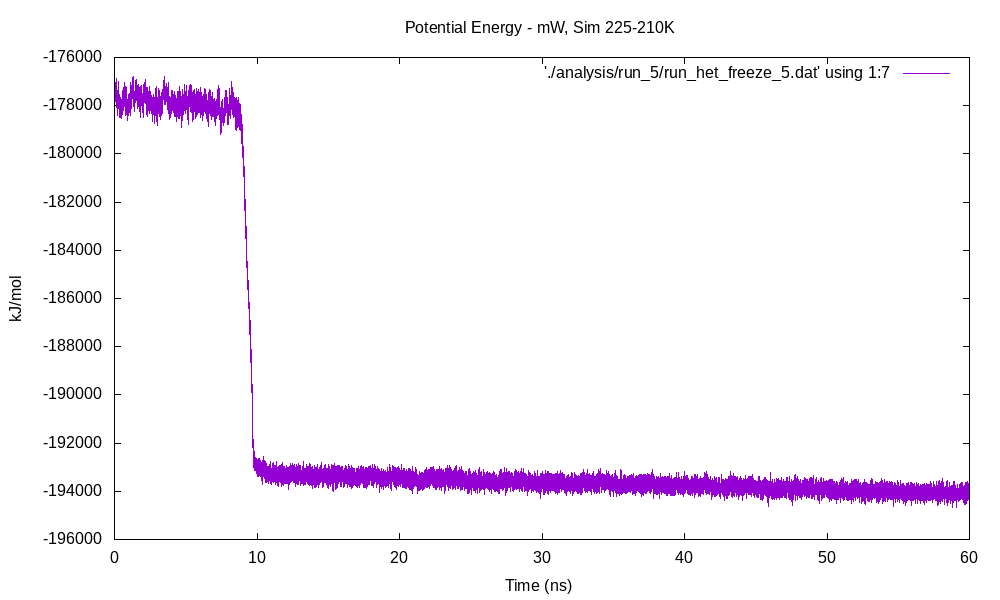 Potential Energy - mW, Sim 225-210K
'./analysis/run_5/run_het_freeze_5.dat' using 1:7
-176000
-178000
-180000
-182000
-184000
-186000
-188000
-190000
-192000
-194000
-196000
kJ/mol
0 10 20 30 40 50 60
Time (ns)